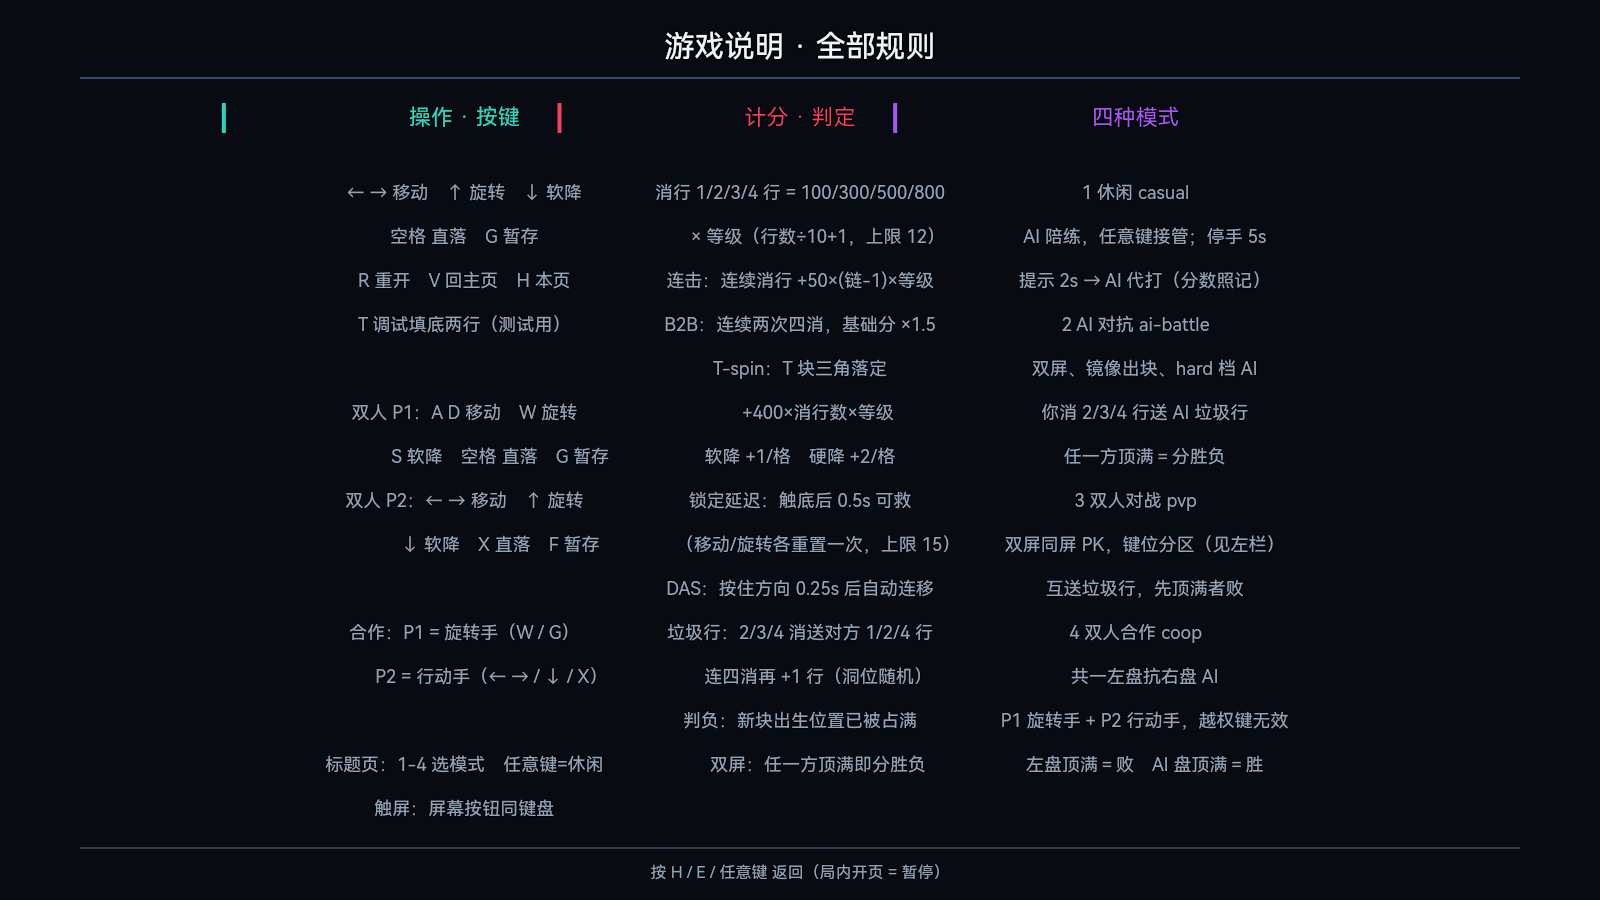 游戏说明 · 全部规则
操作 · 按键
← → 移动 ↑ 旋转 ↓ 软降
空格 直落 G 暂存
R 重开 V 回主页 H 本页
T 调试填底两行（测试用）
双人 P1：A D 移动 W 旋转
S 软降 空格 直落 G 暂存
双人 P2：← → 移动 ↑ 旋转
↓ 软降 X 直落 F 暂存
合作：P1 = 旋转手（W / G）
P2 = 行动手（← → / ↓ / X）
标题页：1-4 选模式 任意键=休闲
触屏：屏幕按钮同键盘
计分 · 判定
消行 1/2/3/4 行 = 100/300/500/800
× 等级（行数÷10+1，上限 12）
连击：连续消行 +50×(链-1)×等级
B2B：连续两次四消，基础分 ×1.5
T-spin：T 块三角落定
+400×消行数×等级
软降 +1/格 硬降 +2/格
锁定延迟：触底后 0.5s 可救
（移动/旋转各重置一次，上限 15）
DAS：按住方向 0.25s 后自动连移
垃圾行：2/3/4 消送对方 1/2/4 行
连四消再 +1 行（洞位随机）
判负：新块出生位置已被占满
双屏：任一方顶满即分胜负
四种模式
1 休闲 casual
AI 陪练，任意键接管；停手 5s
提示 2s → AI 代打（分数照记）
2 AI 对抗 ai-battle
双屏、镜像出块、hard 档 AI
你消 2/3/4 行送 AI 垃圾行
任一方顶满 = 分胜负
3 双人对战 pvp
双屏同屏 PK，键位分区（见左栏）
互送垃圾行，先顶满者败
4 双人合作 coop
共一左盘抗右盘 AI
P1 旋转手 + P2 行动手，越权键无效
左盘顶满 = 败 AI 盘顶满 = 胜
按 H / E / 任意键 返回（局内开页 = 暂停）